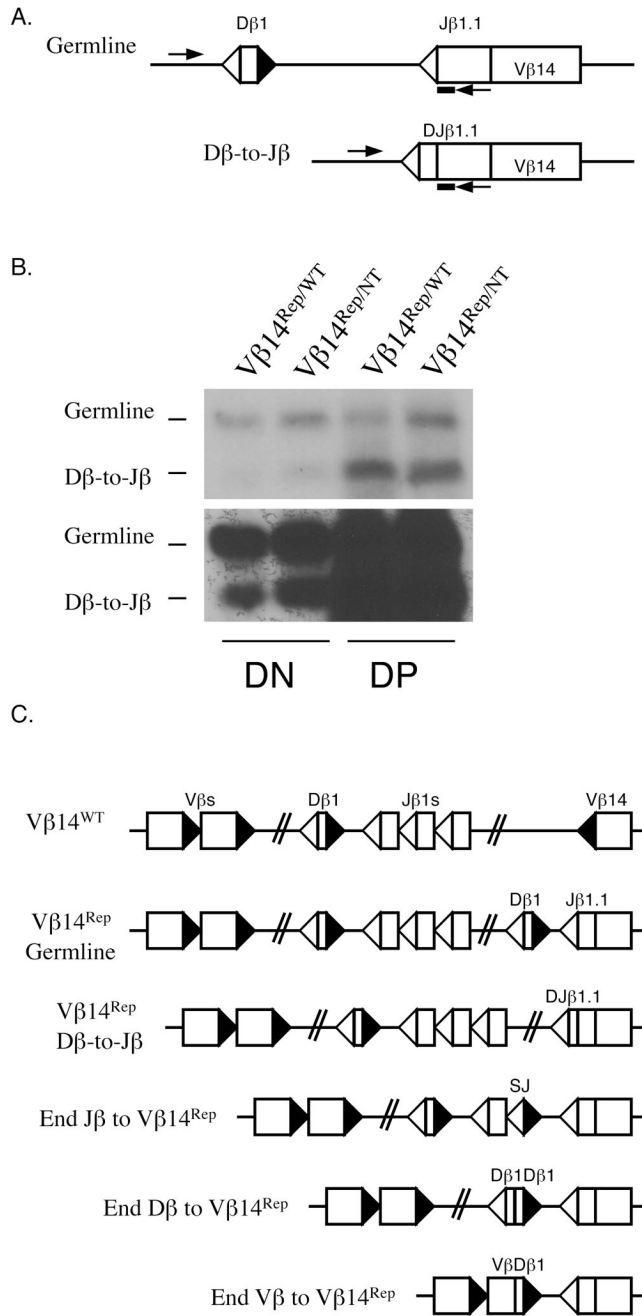 A.
Dβ1 Jβ1.1
Germline
Vβ14
DJβ1.1
Dβ-to-Jβ
Vβ14
B.
Vβ14Rep/WT Vβ14Rep/NT Vβ14Rep/WT Vβ14Rep/NT
Germline
Dβ-to-Jβ
Germline
Dβ-to-Jβ
DN DP
C.
Vβs Dβ1 Jβ1s Vβ14
Vβ14WT
Dβ1 Jβ1.1
Vβ14Rep
Germline
DJβ1.1
Vβ14Rep
Dβ-to-Jβ
SJ
End Jβ to Vβ14Rep
Dβ1Dβ1
End Dβ to Vβ14Rep
VβDβ1
End Vβ to Vβ14Rep